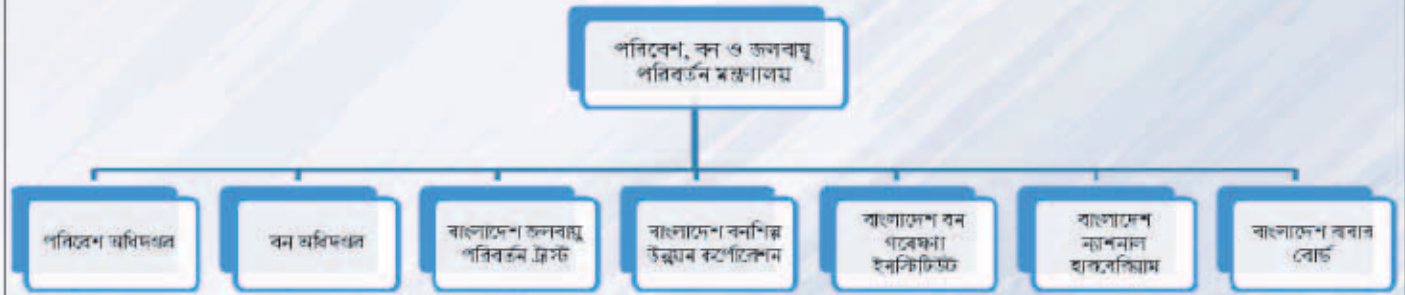 পরিবেশ, বন ও জলবায়ু
পরিবর্তন মন্ত্রণালয়
পরিবেশ অধিদপ্তর
বন অধিদপ্তর
বাংলাদেশ জলবায়ু
পরিবর্তন ট্রাস্ট
বাংলাদেশ বনশিল্প
উন্নয়ন কর্পোরেশন
বাংলাদেশ বন
গবেষণা
ইনস্টিটিউট
বাংলাদেশ
ন্যাশনাল
হারবেরিয়াম
বাংলাদেশ রাবার
বোর্ড